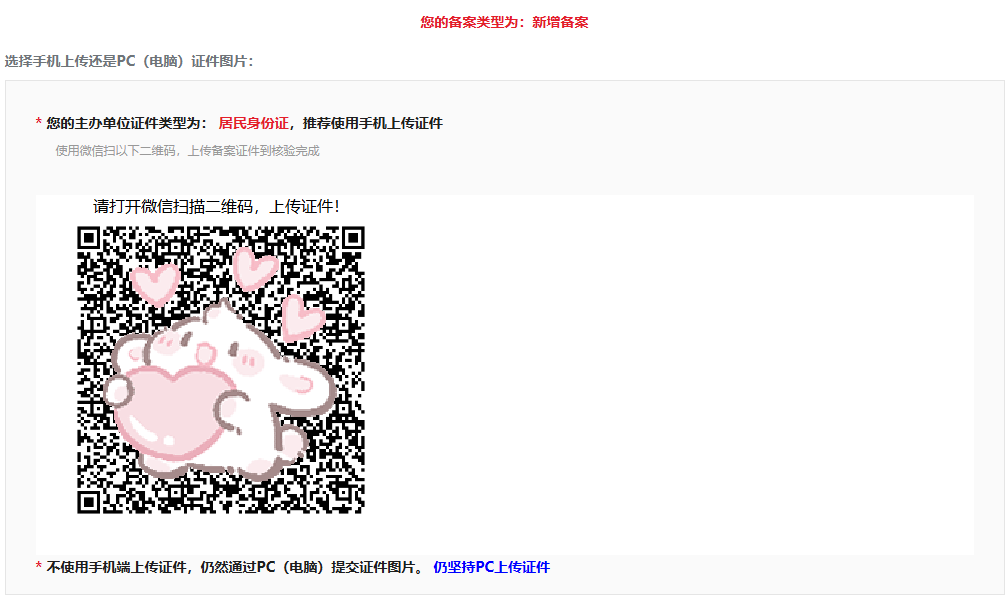 您的备案类型为：新增备案
选择手机上传还是PC（电脑）证件图片：
* 您的主办单位证件类型为： 居民身份证，推荐使用手机上传证件
使用微信扫以下二维码，上传备案证件到核验完成
请打开微信扫描二维码，上传证件！
* 不使用手机端上传证件，仍然通过PC（电脑）提交证件图片。 仍坚持PC上传证件